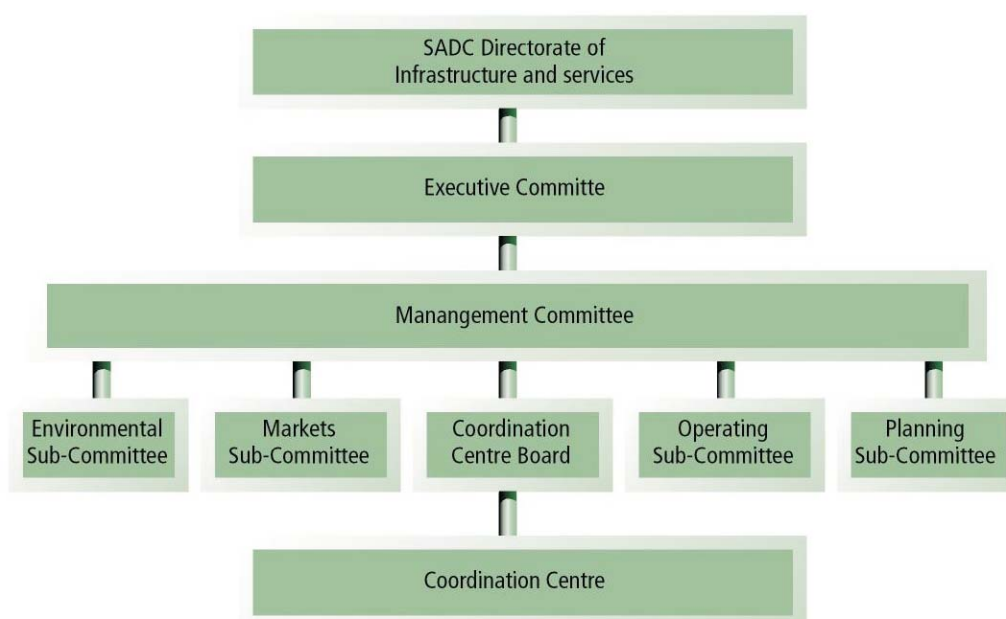 SADC Directorate of
Infrastructure and services
Executive Committe
Manangement Committee
Environmental
Sub-Committee
Markets
Sub-Committee
Coordination
Centre Board
Operating
Sub-Committee
Planning
Sub-Committee
Coordination Centre